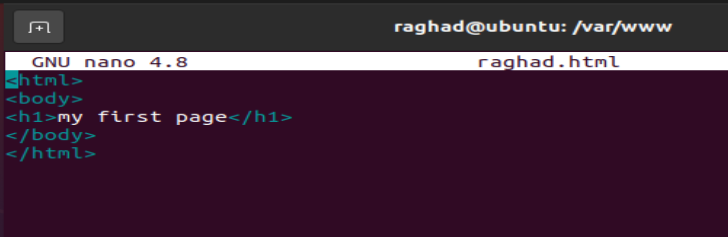 raghad@ubuntu: /var/www
GNU nano 4.8 raghad.html
<html>
<body>
<h1>my first page</h1>
</body>
</html>